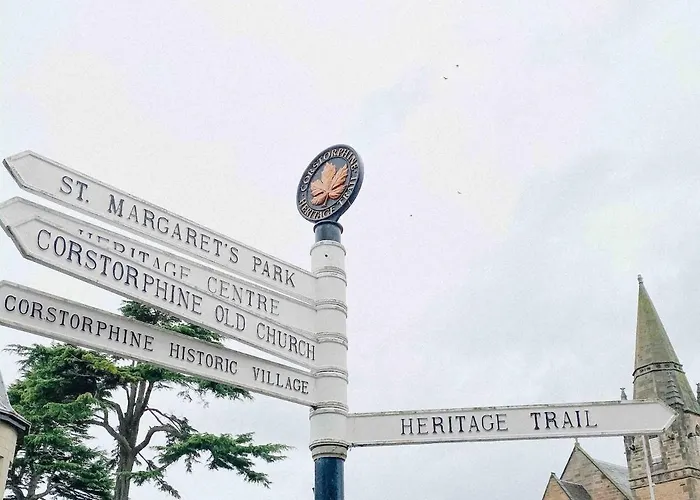 CORSTORPHINE
HERITAGE TRAIL
ST. MARGARET'S PARK
HERITAGE CENTRE
CORSTORPHINE OLD CHURCH
CORSTORPHINE HISTORIC VILLAGE
HERITAGE TRAIL